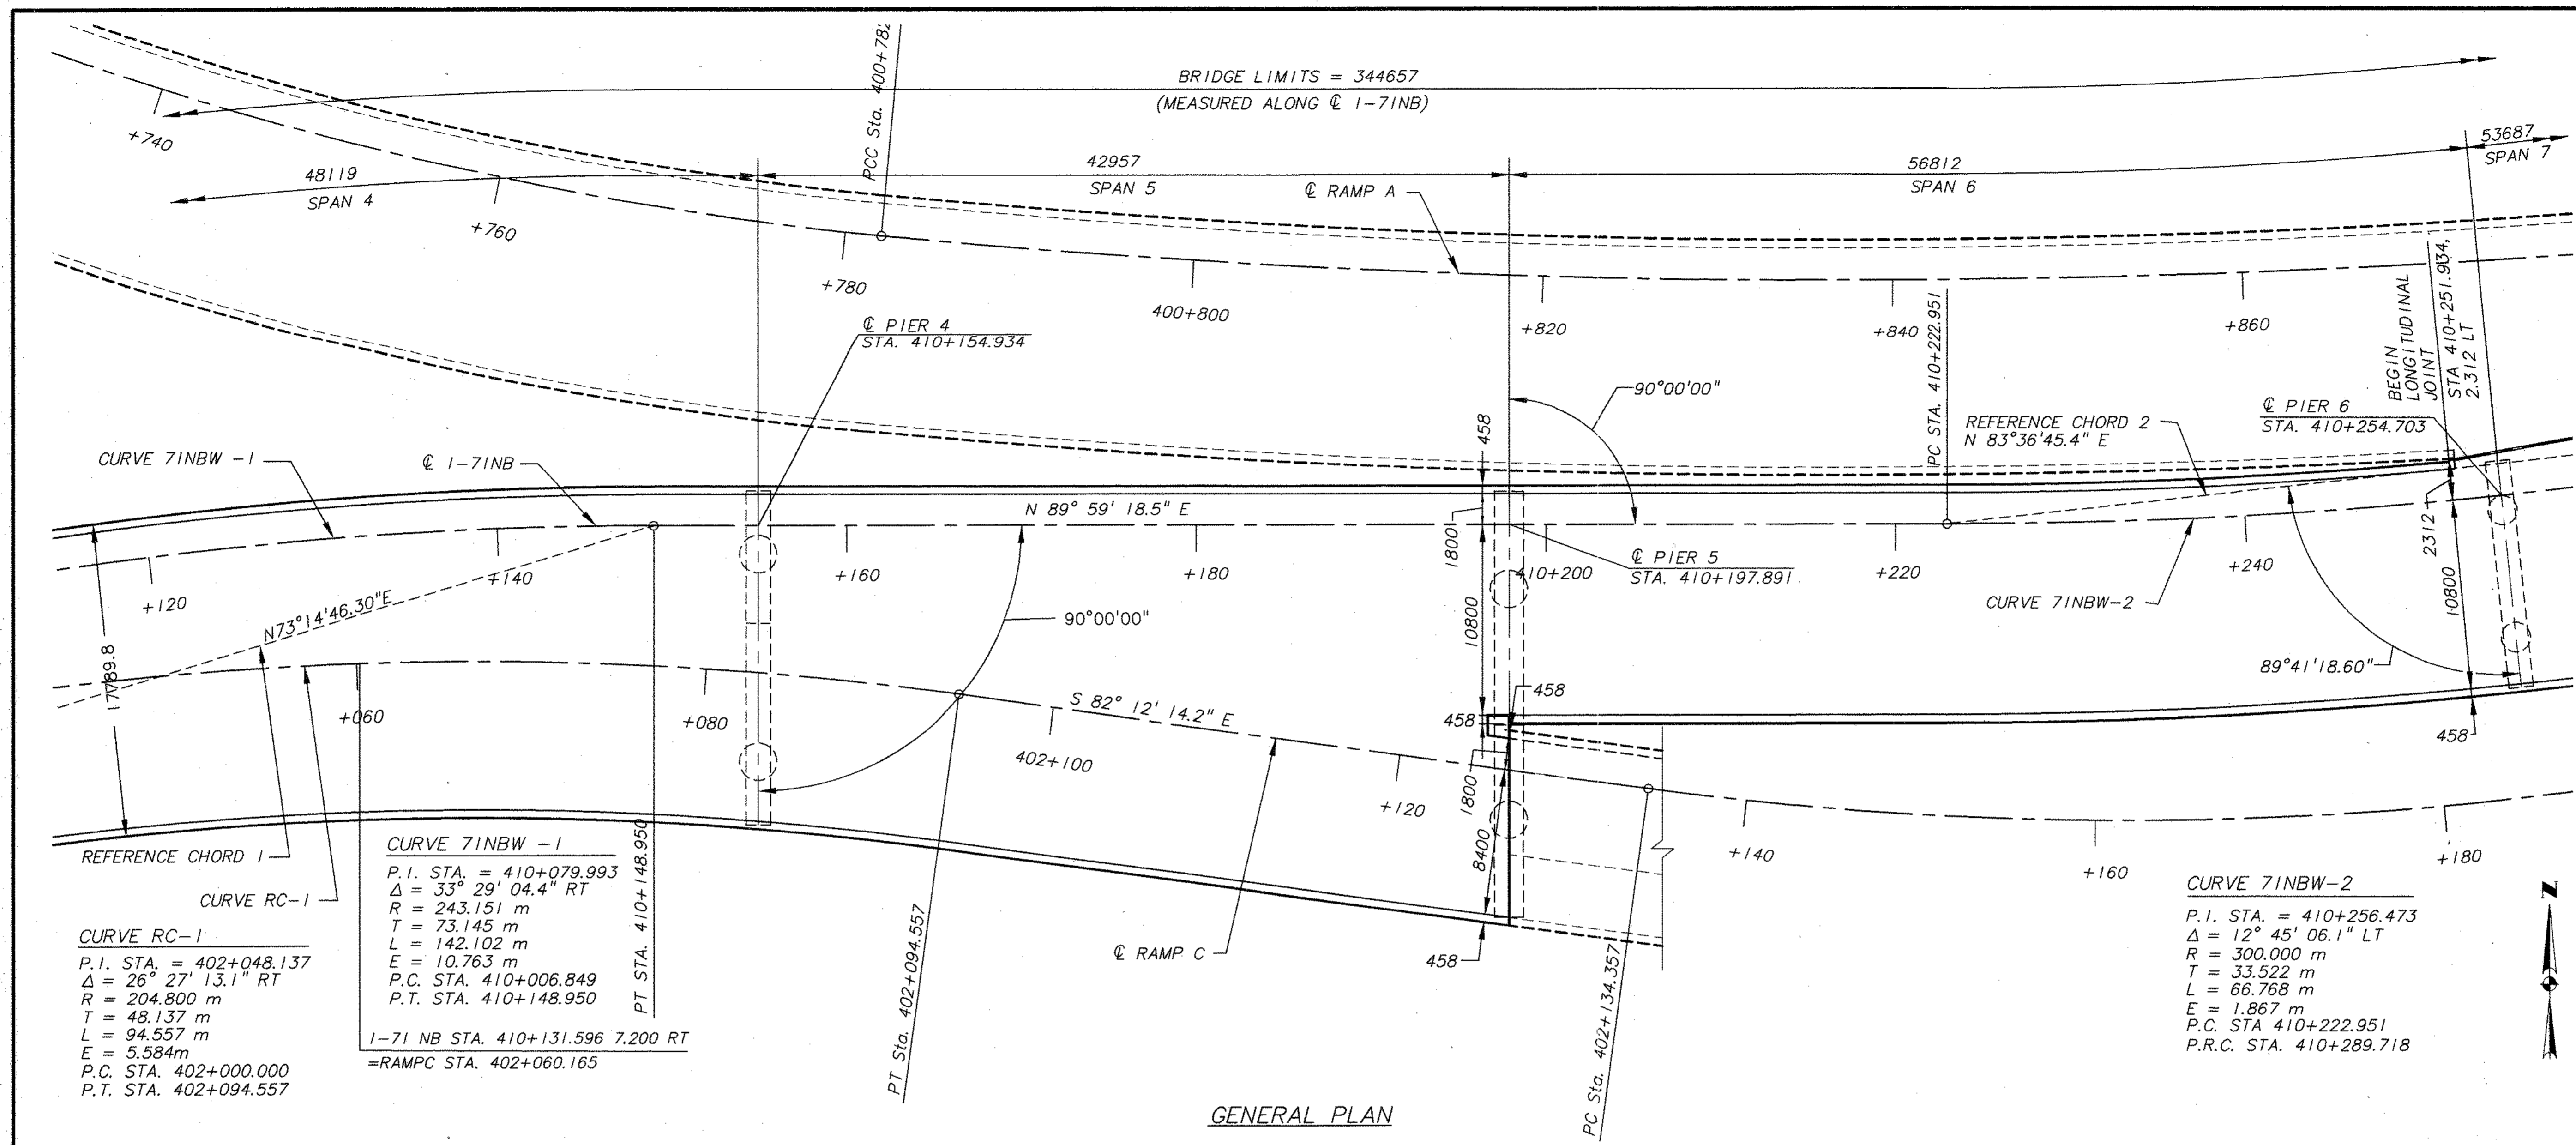 BRIDGE LIMITS = 344657
(MEASURED ALONG ℄ I-71NB)
PCC Sta. 400+782
+740
48119
SPAN 4
+760
42957
SPAN 5
℄ RAMP A
56812
SPAN 6
53687
SPAN 7
+780
400+800
+820
+840
+860
℄ PIER 4
STA. 410+154.934
90°00'00"
PC STA. 410+222.951
BEGIN
LONGITUDINAL
JOINT
STA 410+251.934,
2.312 LT
REFERENCE CHORD 2
N 83°36'45.4" E
℄ PIER 6
STA. 410+254.703
CURVE 71NBW -1
℄ I-71NB
458
N 89° 59' 18.5" E
1800
℄ PIER 5
STA. 410+197.891
+120
+140
+160
+180
410+200
+220
+240
2312
10800
CURVE 71NBW-2
N73°14'46.30"E
90°00'00"
10800
17789.8
89°41'18.60"
+060
+080
S 82° 12' 14.2" E
458
458
458
402+100
1800
+120
8400
+140
+160
+180
REFERENCE CHORD 1
CURVE RC-1
℄ RAMP C
458
PT STA. 410+148.950
PT Sta. 402+094.557
PC Sta. 402+134.357
CURVE RC-1
P.I. STA. = 402+048.137
Δ = 26° 27' 13.1" RT
R = 204.800 m
T = 48.137 m
L = 94.557 m
E = 5.584m
P.C. STA. 402+000.000
P.T. STA. 402+094.557
CURVE 71NBW -1
P.I. STA. = 410+079.993
Δ = 33° 29' 04.4" RT
R = 243.151 m
T = 73.145 m
L = 142.102 m
E = 10.763 m
P.C. STA. 410+006.849
P.T. STA. 410+148.950
I-71 NB STA. 410+131.596 7.200 RT
=RAMPC STA. 402+060.165
CURVE 71NBW-2
P.I. STA. = 410+256.473
Δ = 12° 45' 06.1" LT
R = 300.000 m
T = 33.522 m
L = 66.768 m
E = 1.867 m
P.C. STA 410+222.951
P.R.C. STA. 410+289.718
N
GENERAL PLAN